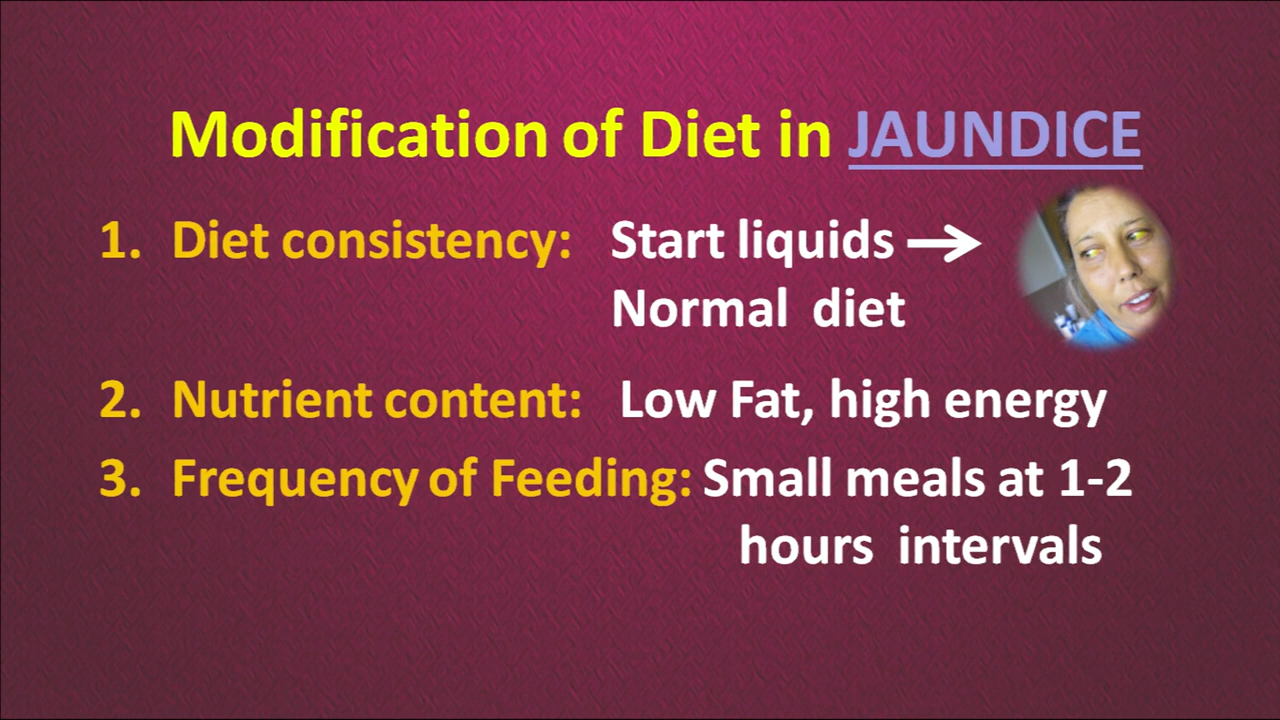 Modification of Diet in JAUNDICE
1. Diet consistency: Start liquids →
Normal diet
2. Nutrient content: Low Fat, high energy
3. Frequency of Feeding: Small meals at 1-2
hours intervals